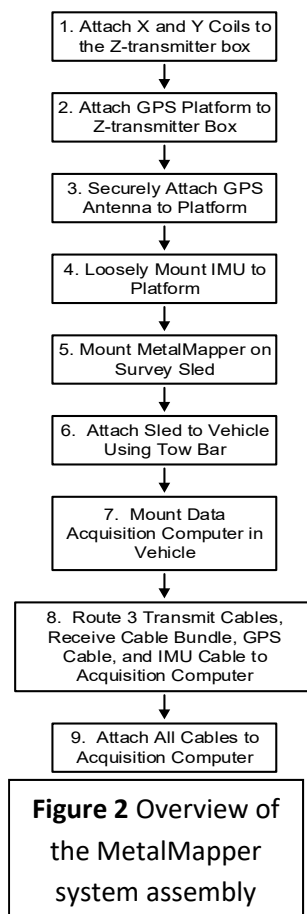 1. Attach X and Y Coils to
the Z-transmitter box
2. Attach GPS Platform to
Z-transmitter Box
3. Securely Attach GPS
Antenna to Platform
4. Loosely Mount IMU to
Platform
5. Mount MetalMapper on
Survey Sled
6. Attach Sled to Vehicle
Using Tow Bar
7. Mount Data
Acquisition Computer in
Vehicle
8. Route 3 Transmit Cables,
Receive Cable Bundle, GPS
Cable, and IMU Cable to
Acquisition Computer
9. Attach All Cables to
Acquisition Computer
Figure 2 Overview of
the MetalMapper
system assembly